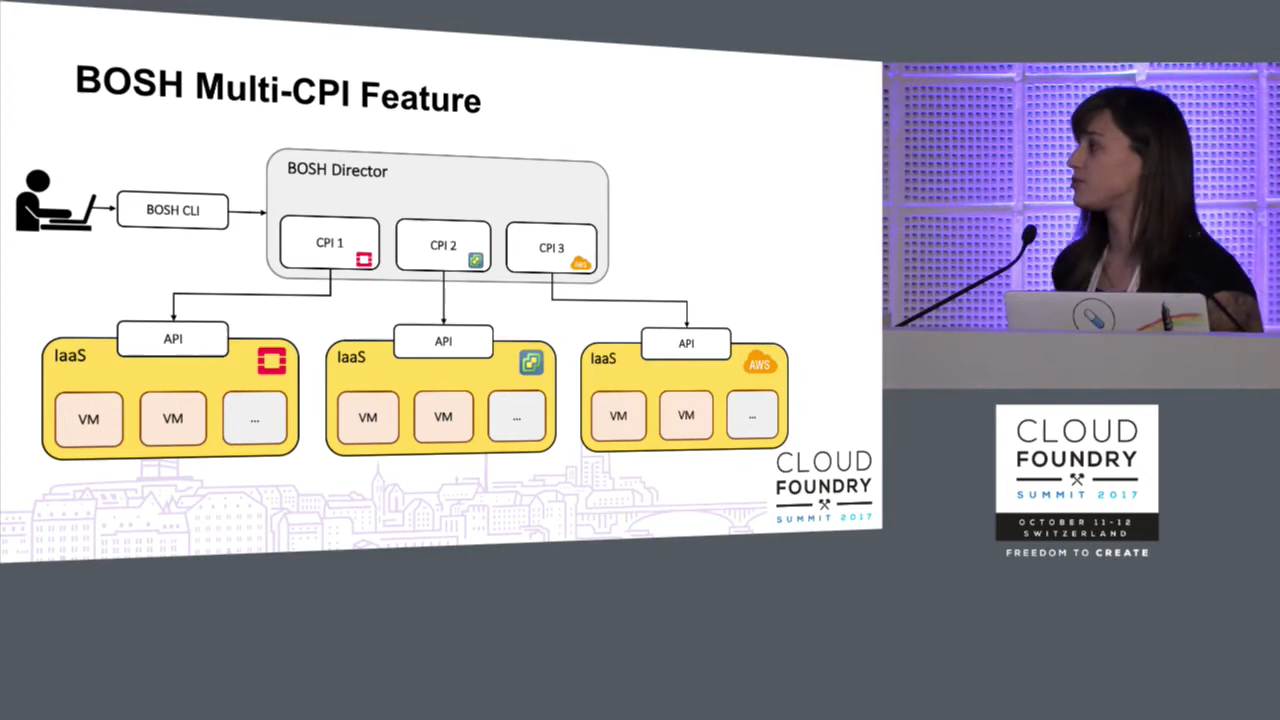 BOSH Multi-CPI Feature
BOSH Director
BOSH CLI
CPI 1
CPI 2
CPI 3
AWS
API
API
API
IaaS
IaaS
IaaS
AWS
VM
VM
...
VM
VM
...
VM
VM
...
CLOUD
FOUNDRY
SUMMIT 2017
CLOUD
FOUNDRY
SUMMIT 2017
OCTOBER 11-12
SWITZERLAND
FREEDOM TO CREATE